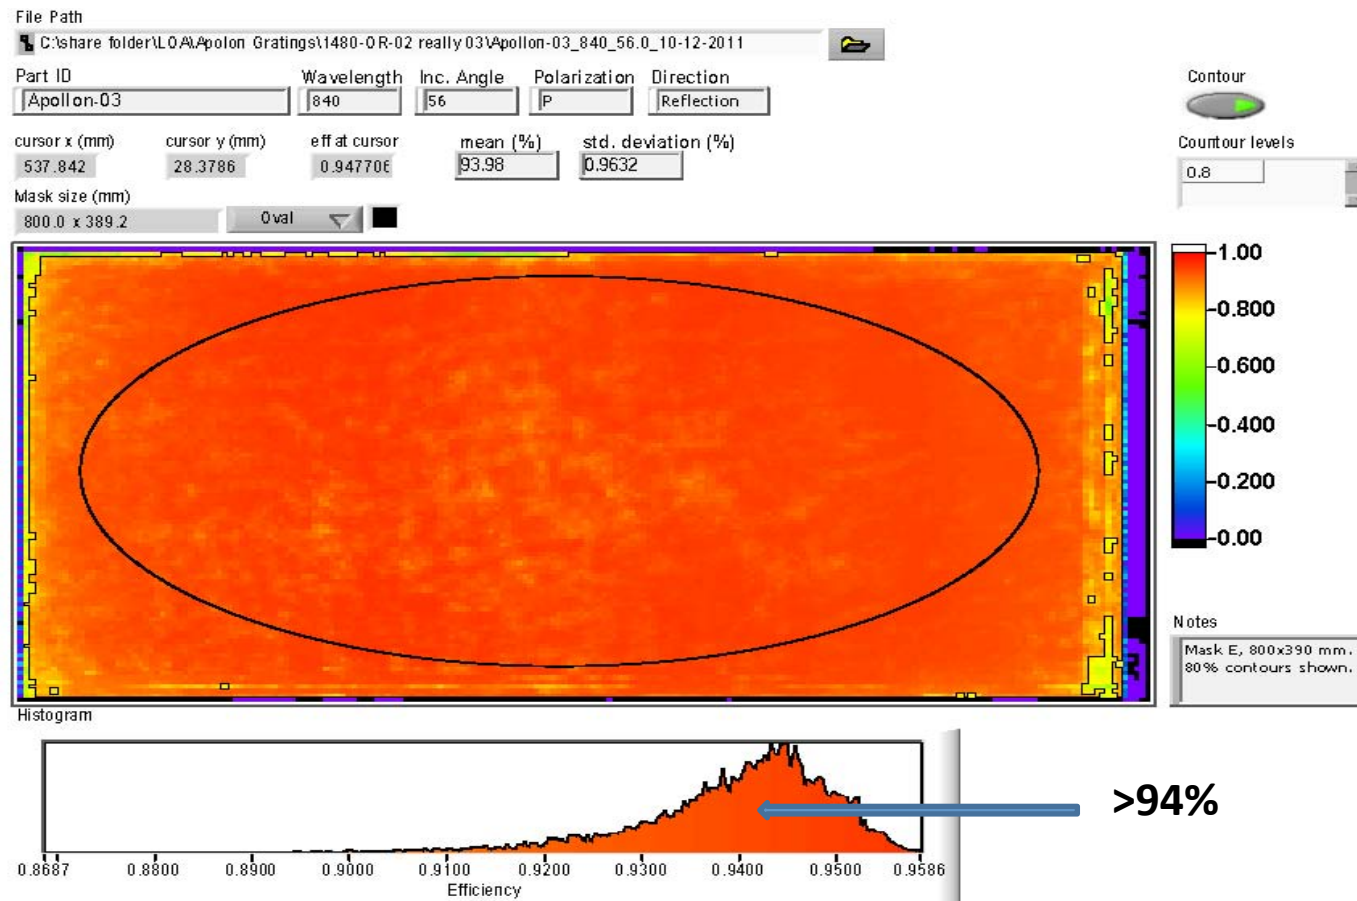 File Path
C:\share folder\LOA\Apolon Gratings\1480-OR-02 really 03\Apollon-03_840_56.0_10-12-2011
Part ID Wavelength Inc. Angle Polarization Direction
Apollon-03 840 56 P Reflection
Contour
cursor x (mm) cursor y (mm) eff at cursor mean (%) std. deviation (%)
537.842 28.3786 0.947706 93.98 0.9632
Countour levels
0.8
Mask size (mm)
800.0 x 389.2 Oval
1.00
0.800
0.600
0.400
0.200
0.00
Notes
Mask E, 800x390 mm.
80% contours shown.
Histogram
>94%
0.8687 0.8800 0.8900 0.9000 0.9100 0.9200 0.9300 0.9400 0.9500 0.9586
Efficiency